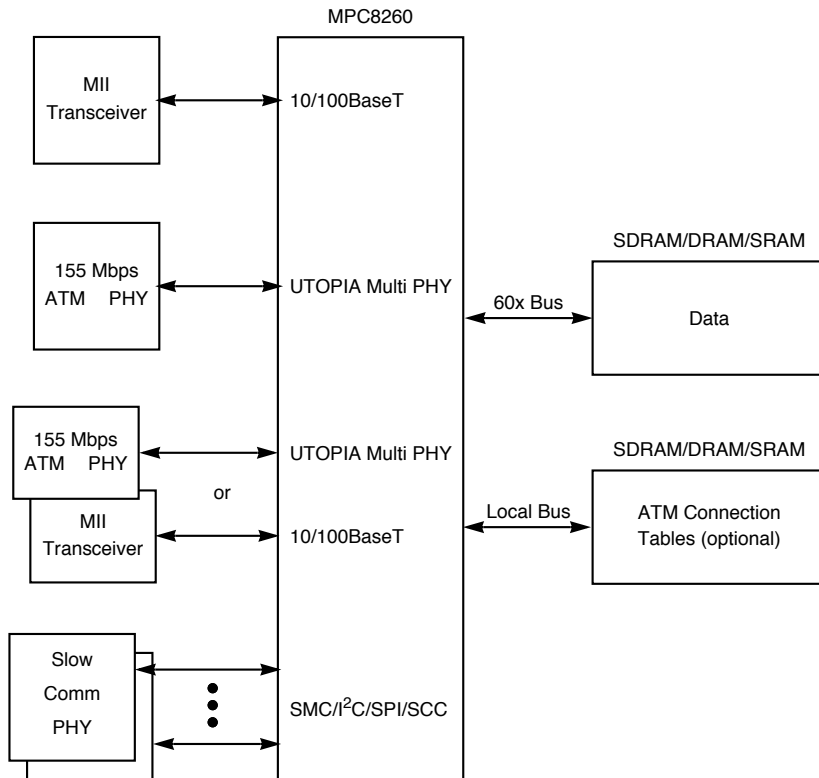 MPC8260
MII
Transceiver
10/100BaseT
155 Mbps
ATM PHY
UTOPIA Multi PHY
SDRAM/DRAM/SRAM
60x Bus
Data
155 Mbps
ATM PHY
UTOPIA Multi PHY
or
MII
Transceiver
10/100BaseT
SDRAM/DRAM/SRAM
Local Bus
ATM Connection
Tables (optional)
Slow
Comm
PHY
SMC/I²C/SPI/SCC